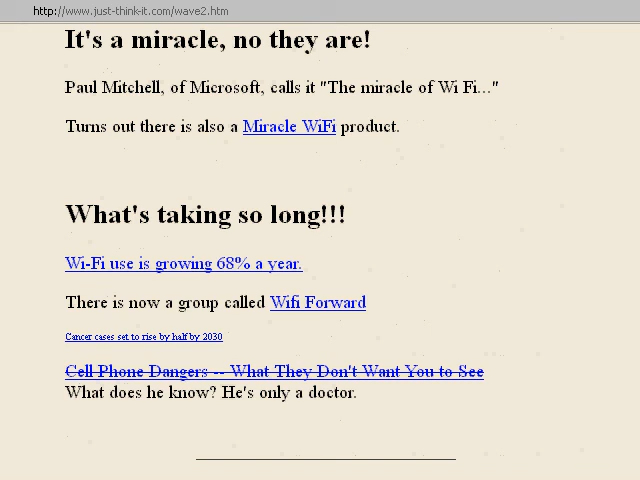 http://www.just-think-it.com/wave2.htm
It's a miracle, no they are!
Paul Mitchell, of Microsoft, calls it "The miracle of Wi Fi..."
Turns out there is also a Miracle WiFi product.
What's taking so long!!!
Wi-Fi use is growing 68% a year.
There is now a group called Wifi Forward
Cancer cases set to rise by half by 2030
Cell Phone Dangers -- What They Don't Want You to See
What does he know? He's only a doctor.